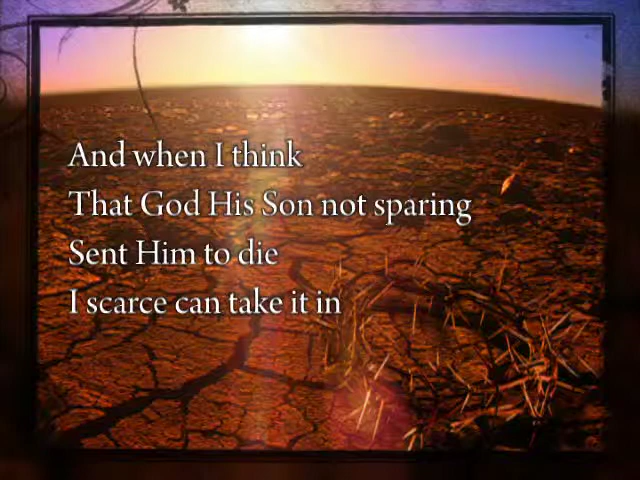 And when I think
That God His Son not sparing
Sent Him to die
I scarce can take it in